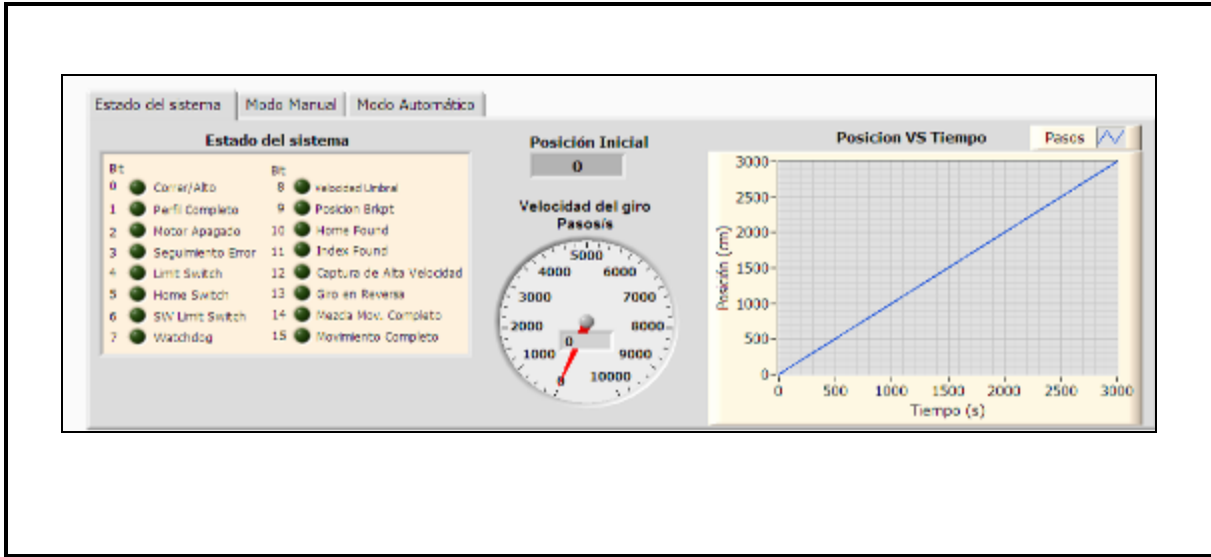 Estado del sistema
Modo Manual
Modo Automático
Estado del sistema
Bit
0 Correr/Alto
1 Perfil Completo
2 Motor Apagado
3 Seguimiento Error
4 Limit Switch
5 Home Switch
6 SW Limit Switch
7 Watchdog
Bit
8 Velocidad Umbral
9 Posicion Brkpt
10 Home Found
11 Index Found
12 Captura de Alta Velocidad
13 Giro en Reversa
14 Mezcla Mov. Completo
15 Movimiento Completo
Posición Inicial
0
Velocidad del giro
Pasos/s
0
1000
2000
3000
4000
5000
6000
7000
8000
9000
10000
0
Posicion VS Tiempo
Pasos
Posición (cm)
3000
2500
2000
1500
1000
500
0
0 500 1000 1500 2000 2500 3000
Tiempo (s)